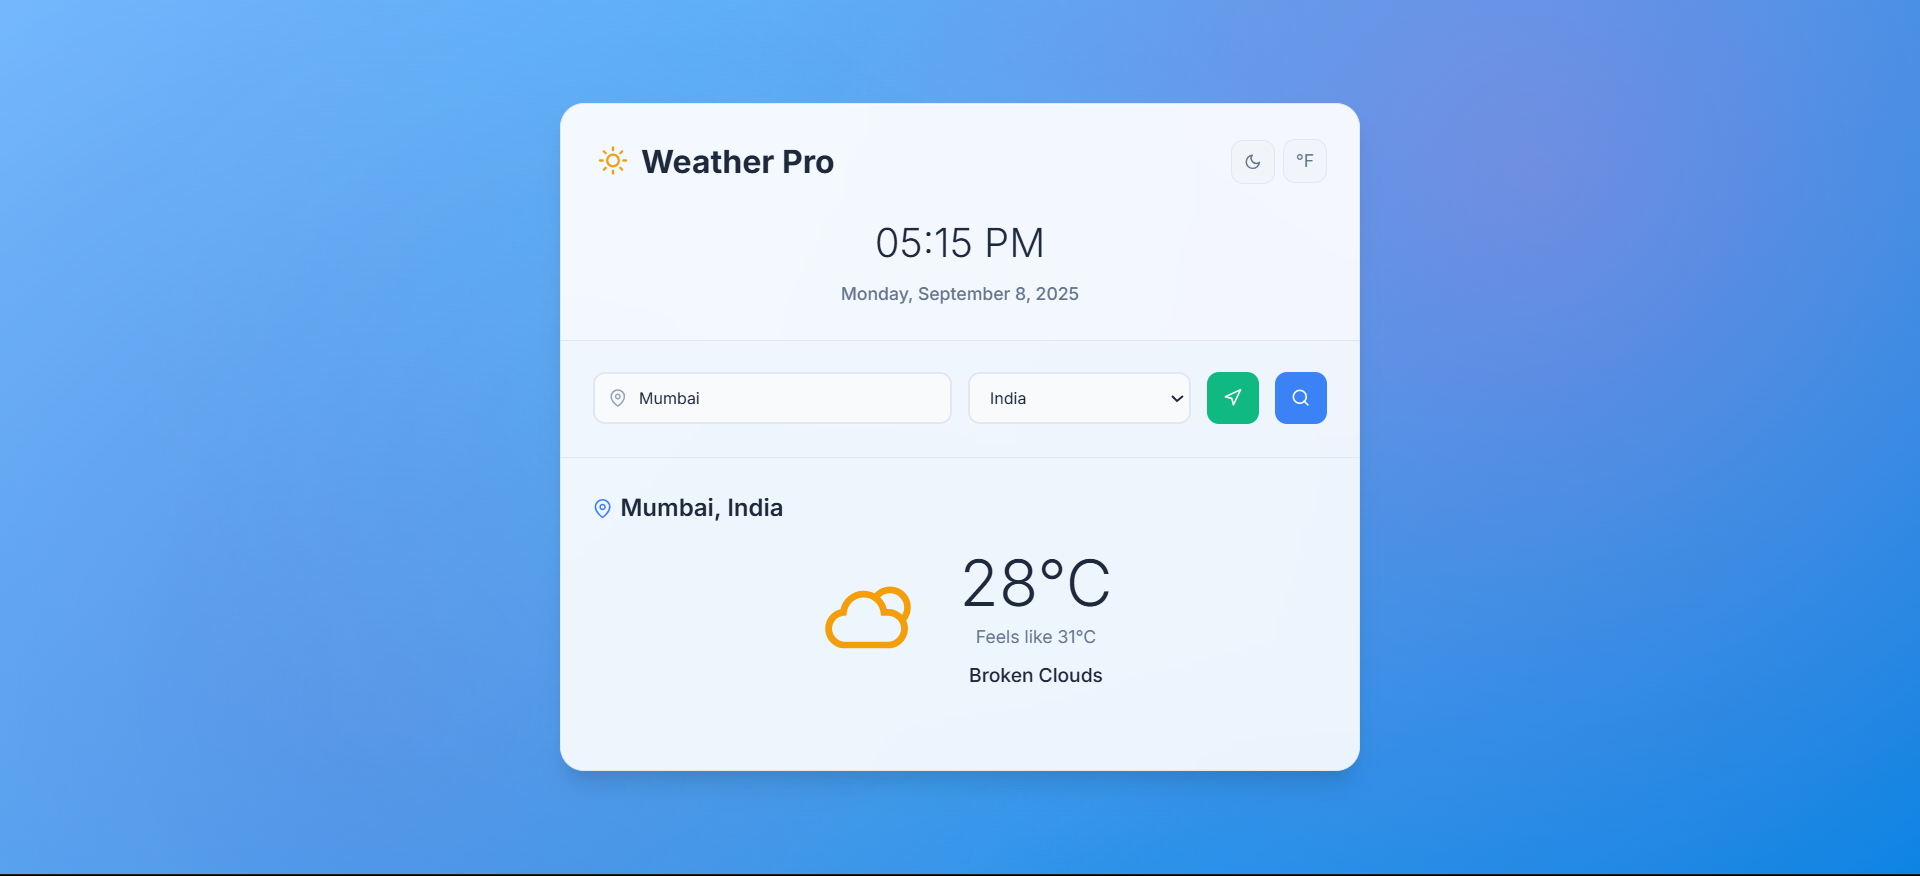 Weather Pro
°F
05:15 PM
Monday, September 8, 2025
Mumbai
India
Mumbai, India
28°C
Feels like 31°C
Broken Clouds